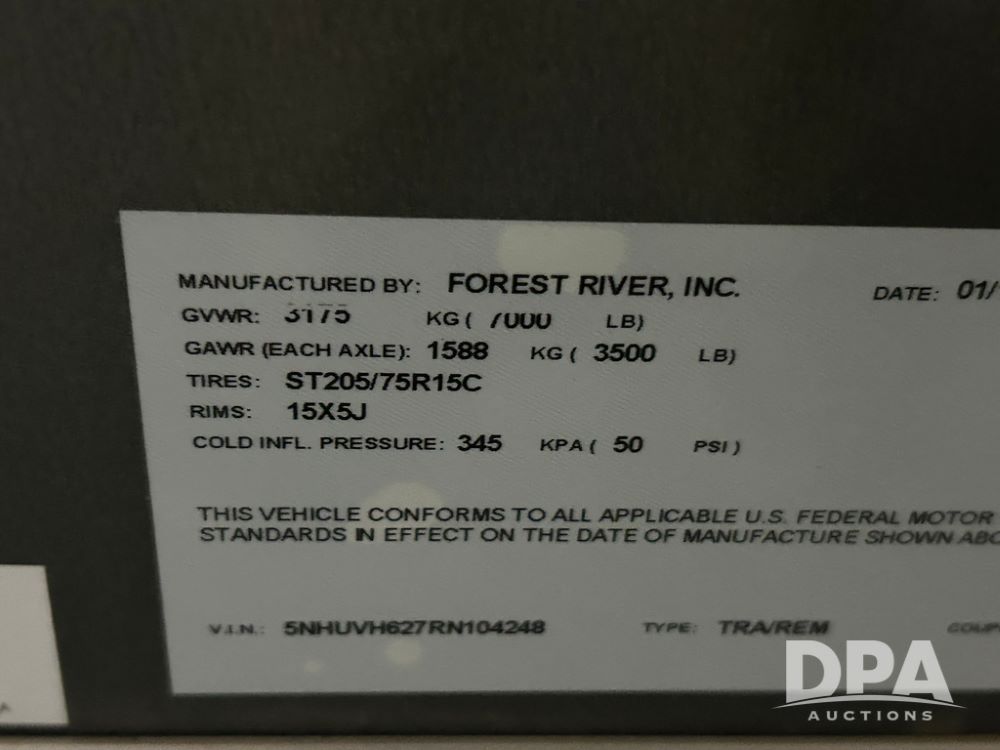 MANUFACTURED BY: FOREST RIVER, INC. DATE: 01/
GVWR: 3175 KG ( 7000 LB)
GAWR (EACH AXLE): 1588 KG ( 3500 LB)
TIRES: ST205/75R15C
RIMS: 15X5J
COLD INFL. PRESSURE: 345 KPA ( 50 PSI )
THIS VEHICLE CONFORMS TO ALL APPLICABLE U.S. FEDERAL MOTOR
STANDARDS IN EFFECT ON THE DATE OF MANUFACTURE SHOWN ABO
V.I.N.: 5NHUVH627RN104248 TYPE: TRA/REM COUP
DPA
AUCTIONS